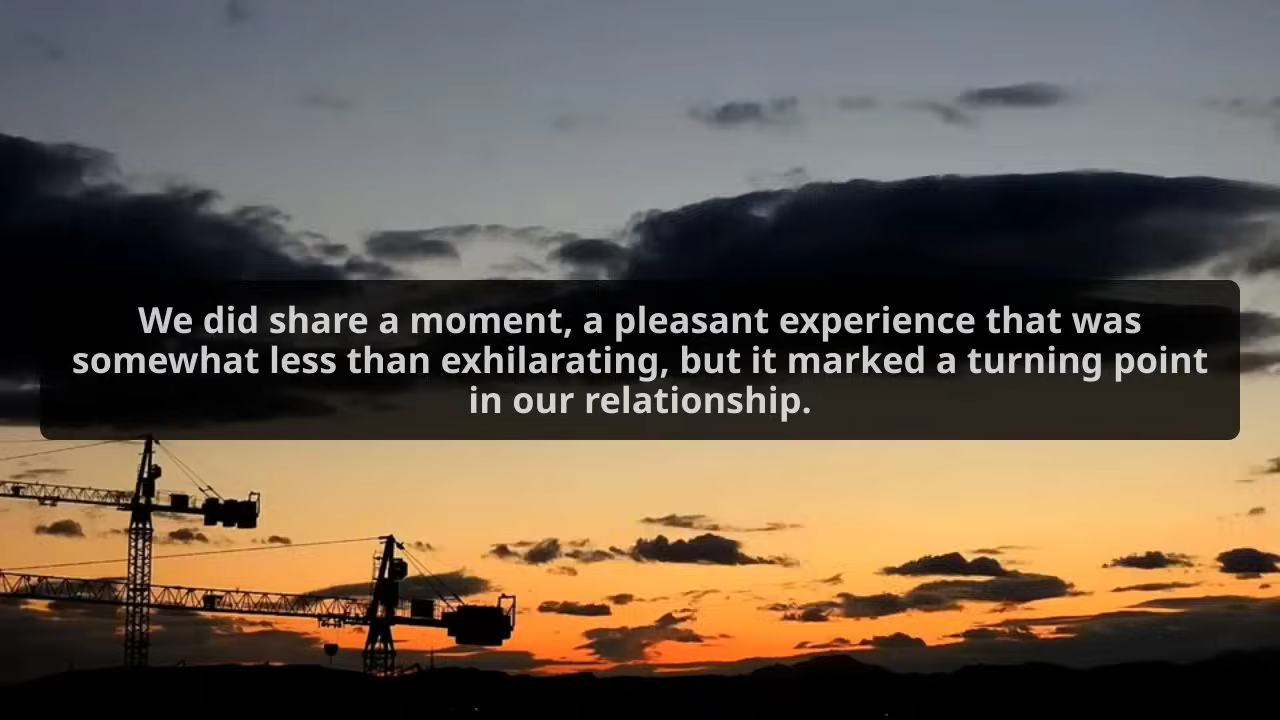 We did share a moment, a pleasant experience that was
somewhat less than exhilarating, but it marked a turning point
in our relationship.